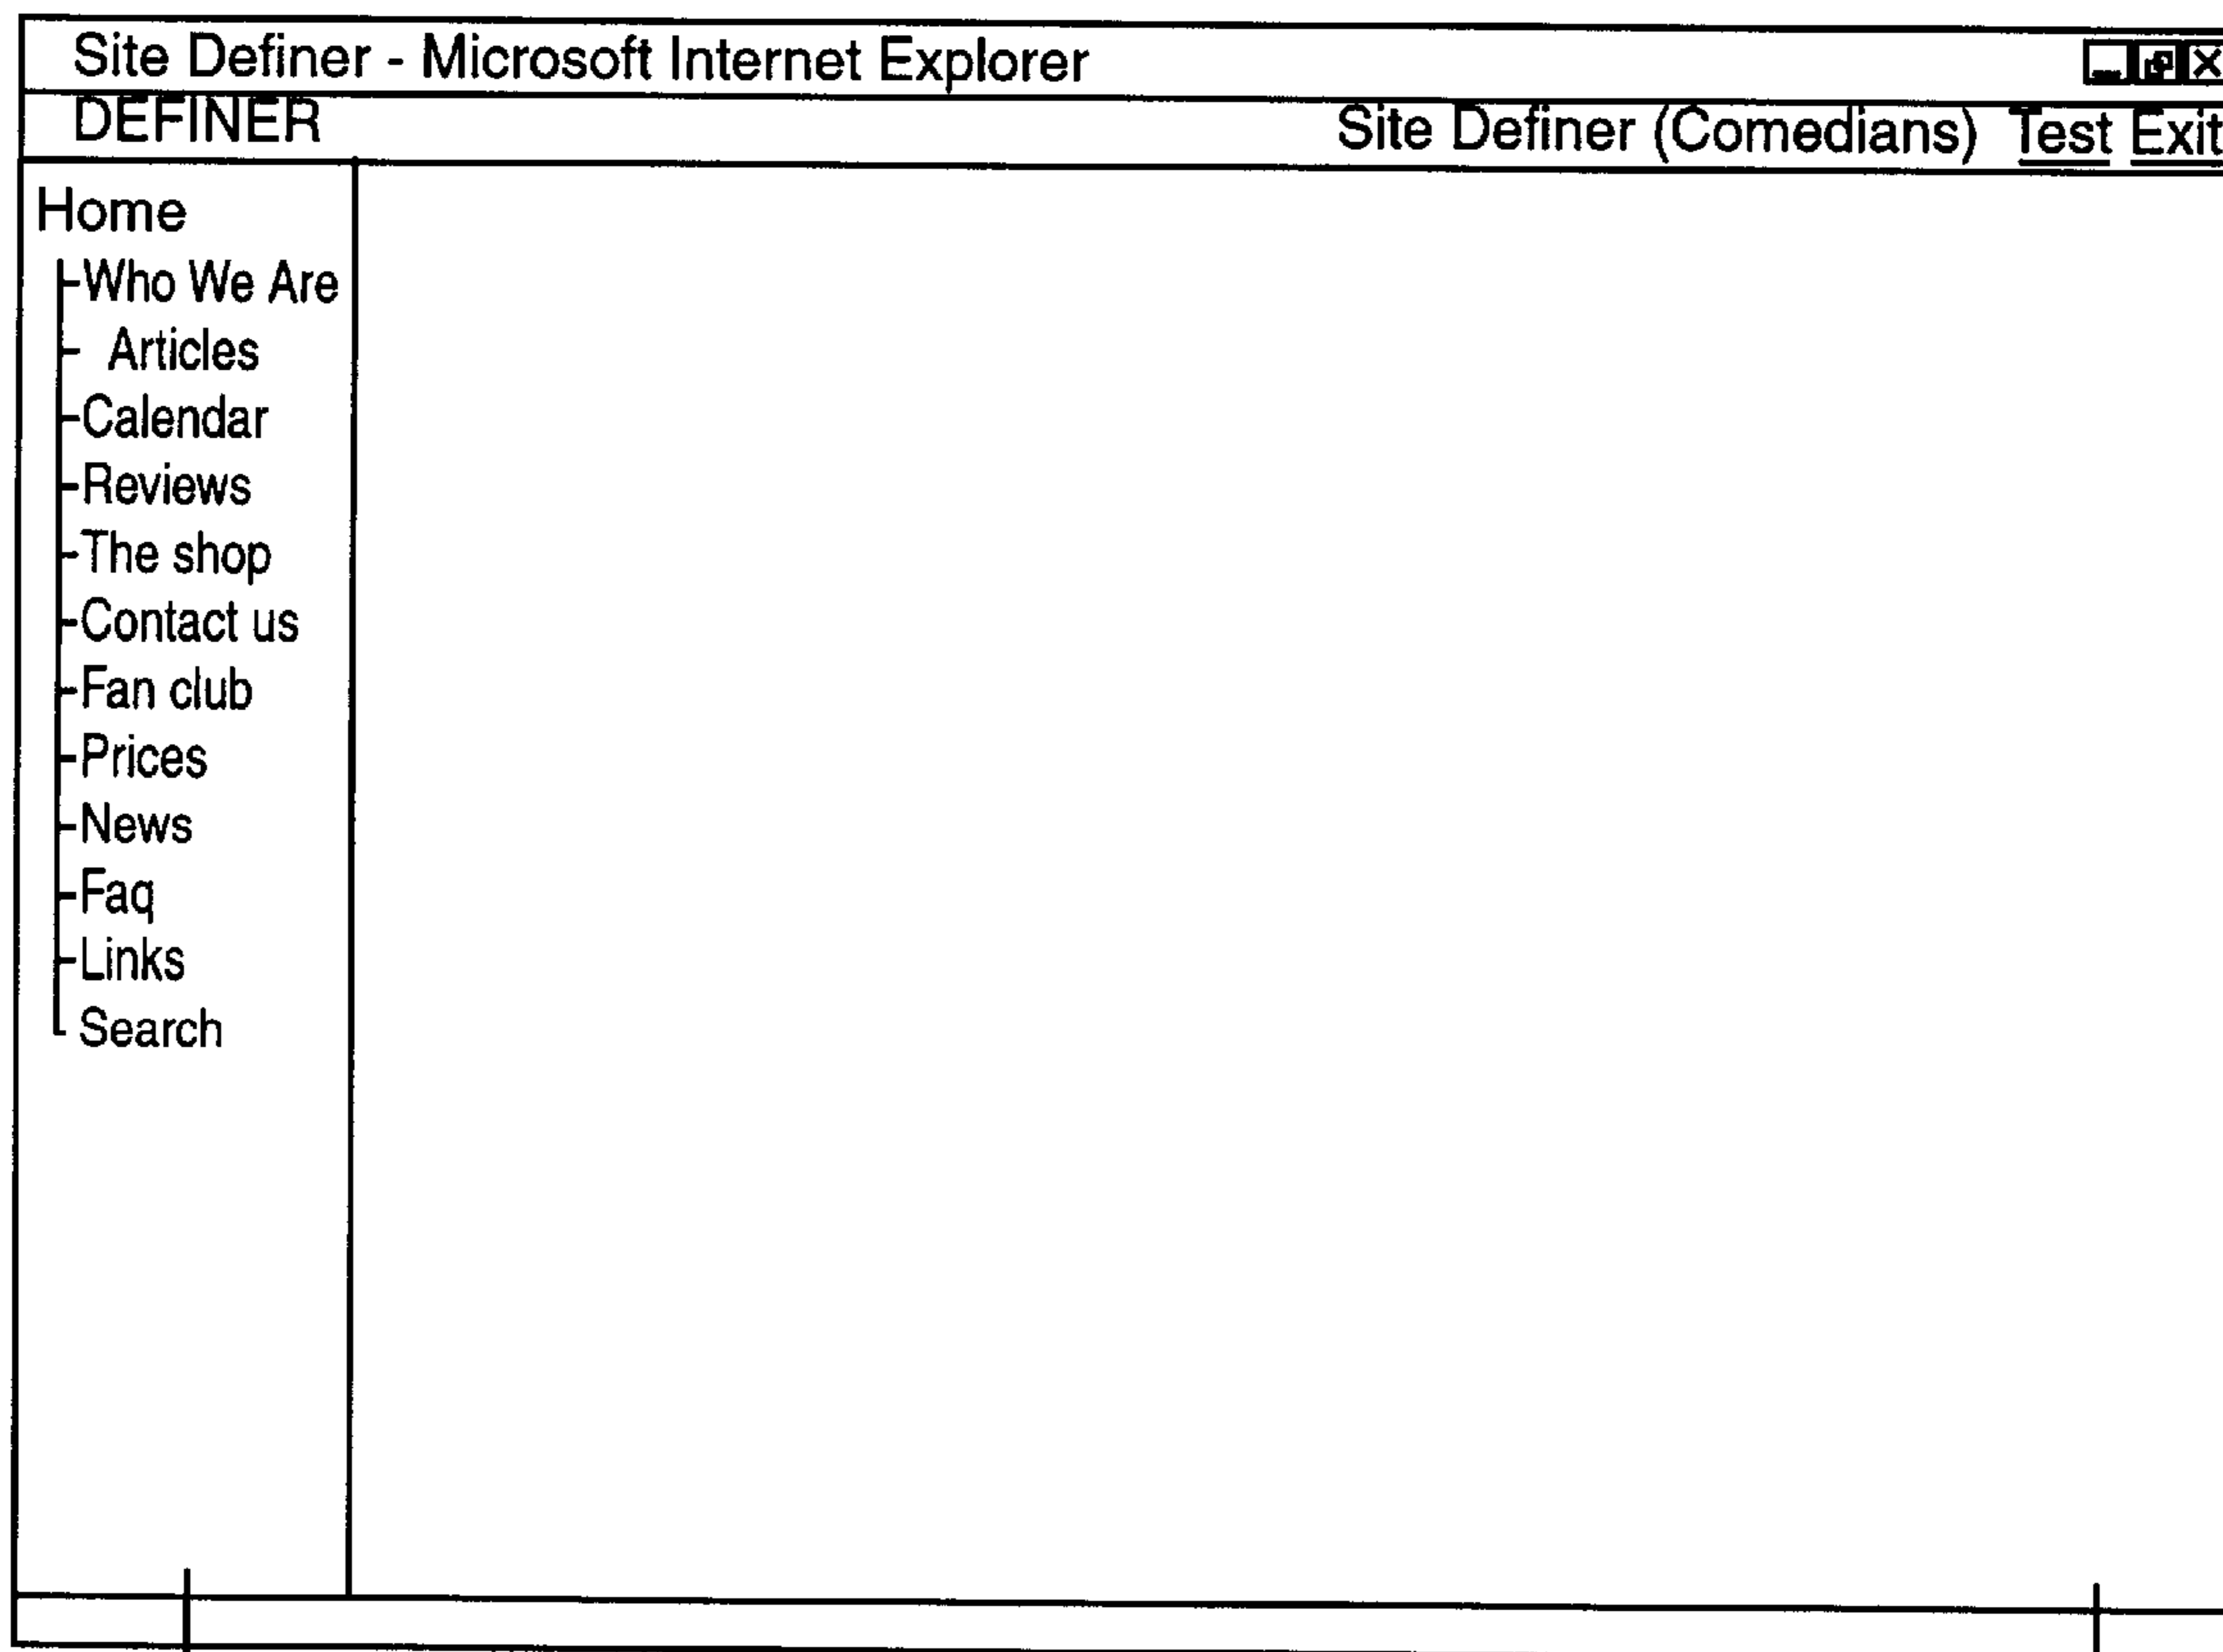 Site Definer - Microsoft Internet Explorer
DEFINER Site Definer (Comedians) Test Exit
Home
Who We Are
Articles
Calendar
Reviews
The shop
Contact us
Fan club
Prices
News
Faq
Links
Search